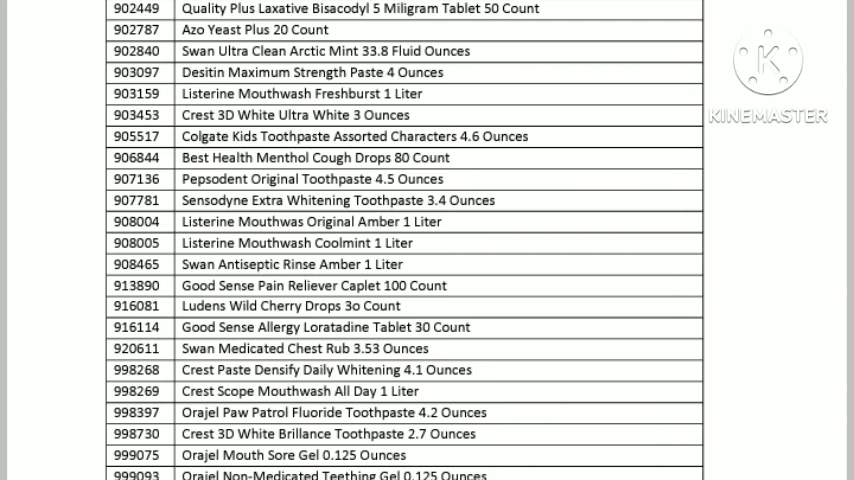 902449 Quality Plus Laxative Bisacodyl 5 Miligram Tablet 50 Count
902787 Azo Yeast Plus 20 Count
902840 Swan Ultra Clean Arctic Mint 33.8 Fluid Ounces
903097 Desitin Maximum Strength Paste 4 Ounces
903159 Listerine Mouthwash Freshburst 1 Liter
903453 Crest 3D White Ultra White 3 Ounces
905517 Colgate Kids Toothpaste Assorted Characters 4.6 Ounces
906844 Best Health Menthol Cough Drops 80 Count
907136 Pepsodent Original Toothpaste 4.5 Ounces
907781 Sensodyne Extra Whitening Toothpaste 3.4 Ounces
908004 Listerine Mouthwas Original Amber 1 Liter
908005 Listerine Mouthwash Coolmint 1 Liter
908465 Swan Antiseptic Rinse Amber 1 Liter
913890 Good Sense Pain Reliever Caplet 100 Count
916081 Ludens Wild Cherry Drops 3o Count
916114 Good Sense Allergy Loratadine Tablet 30 Count
920611 Swan Medicated Chest Rub 3.53 Ounces
998268 Crest Paste Densify Daily Whitening 4.1 Ounces
998269 Crest Scope Mouthwash All Day 1 Liter
998397 Orajel Paw Patrol Fluoride Toothpaste 4.2 Ounces
998730 Crest 3D White Brillance Toothpaste 2.7 Ounces
999075 Orajel Mouth Sore Gel 0.125 Ounces
999093 Orajel Non-Medicated Teething Gel 0.125 Ounces
K
KINEMASTER